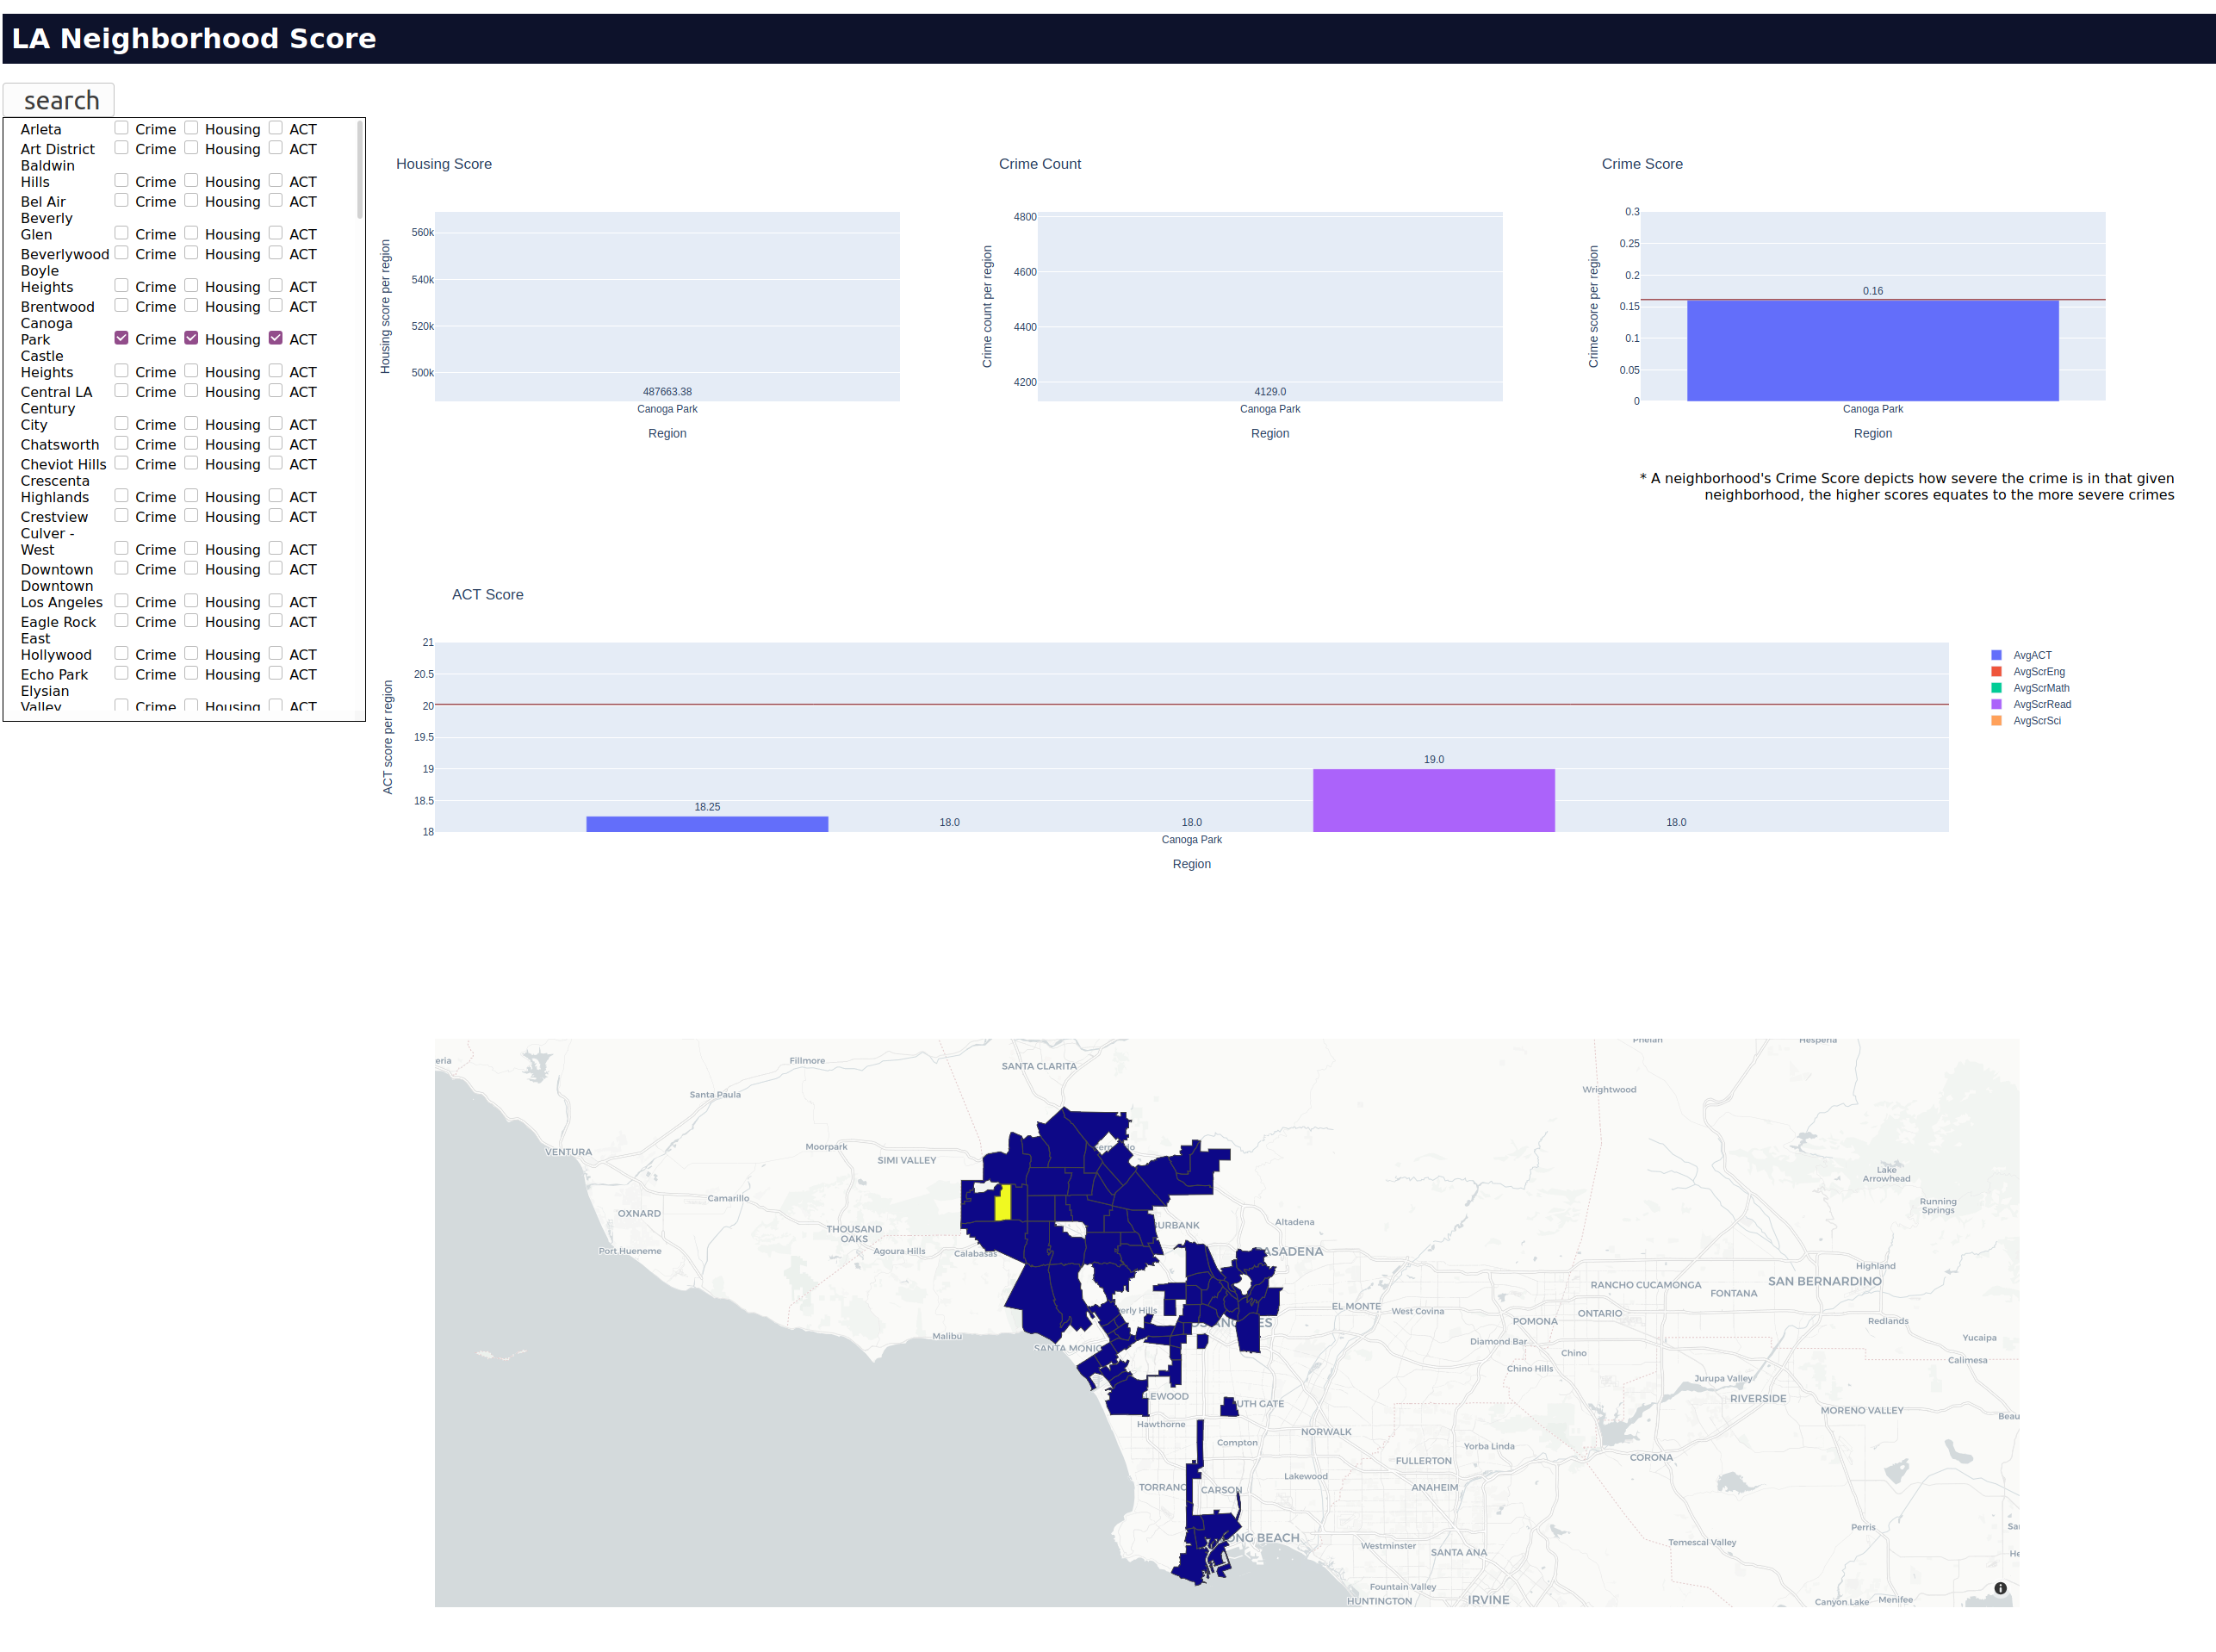 LA Neighborhood Score
search
Arleta Crime Housing ACT
Art District Crime Housing ACT
Baldwin
Hills Crime Housing ACT
Bel Air Crime Housing ACT
Beverly
Glen Crime Housing ACT
Beverlywood Crime Housing ACT
Boyle
Heights Crime Housing ACT
Brentwood Crime Housing ACT
Canoga
Park Crime Housing ACT
Castle
Heights Crime Housing ACT
Central LA Crime Housing ACT
Century
City Crime Housing ACT
Chatsworth Crime Housing ACT
Cheviot Hills Crime Housing ACT
Crescenta
Highlands Crime Housing ACT
Crestview Crime Housing ACT
Culver -
West Crime Housing ACT
Downtown Crime Housing ACT
Downtown
Los Angeles Crime Housing ACT
Eagle Rock Crime Housing ACT
East
Hollywood Crime Housing ACT
Echo Park Crime Housing ACT
Elysian
Valley Crime Housing ACT
Housing Score
Housing score per region
560k
540k
520k
500k
487663.38
Canoga Park
Region
Crime Count
Crime count per region
4800
4600
4400
4200
4129.0
Canoga Park
Region
Crime Score
Crime score per region
0.3
0.25
0.2
0.15
0.1
0.05
0
0.16
Canoga Park
Region
* A neighborhood's Crime Score depicts how severe the crime is in that given
neighborhood, the higher scores equates to the more severe crimes
ACT Score
ACT score per region
21
20.5
20
19.5
19
18.5
18
18.25
18.0
18.0
19.0
18.0
Canoga Park
Region
AvgACT
AvgScrEng
AvgScrMath
AvgScrRead
AvgScrSci
eria
Fillmore
SANTA CLARITA
Phelan
Hesperia
Santa Paula
Wrightwood
VENTURA
Moorpark
SIMI VALLEY
Lake
Arrowhead
Camarillo
Running
Springs
OXNARD
THOUSAND
OAKS
Port Hueneme
Agoura Hills
Calabasas
URBANK
Altadena
ASADENA
Highland
RANCHO CUCAMONGA
SAN BERNARDINO
FONTANA
erly Hills
EL MONTE
West Covina
ONTARIO
POMONA
Redlands
Malibu
SANTA MONIC
Diamond Bar
Yucaipa
Chino
Calimesa
Chino Hills
Jurupa Valley
EWOOD
UTH GATE
RIVERSIDE
MORENO VALLEY
Beau
Hawthorne
NORWALK
Compton
Yorba Linda
FULLERTON
CORONA
Lakewood
TORRANC
CARSON
ANAHEIM
Perris
Sa
ONG BEACH
Westminster
SANTA ANA
Temescal Valley
He
Fountain Valley
HUNTINGTON
IRVINE
Canyon Lake
Menifee